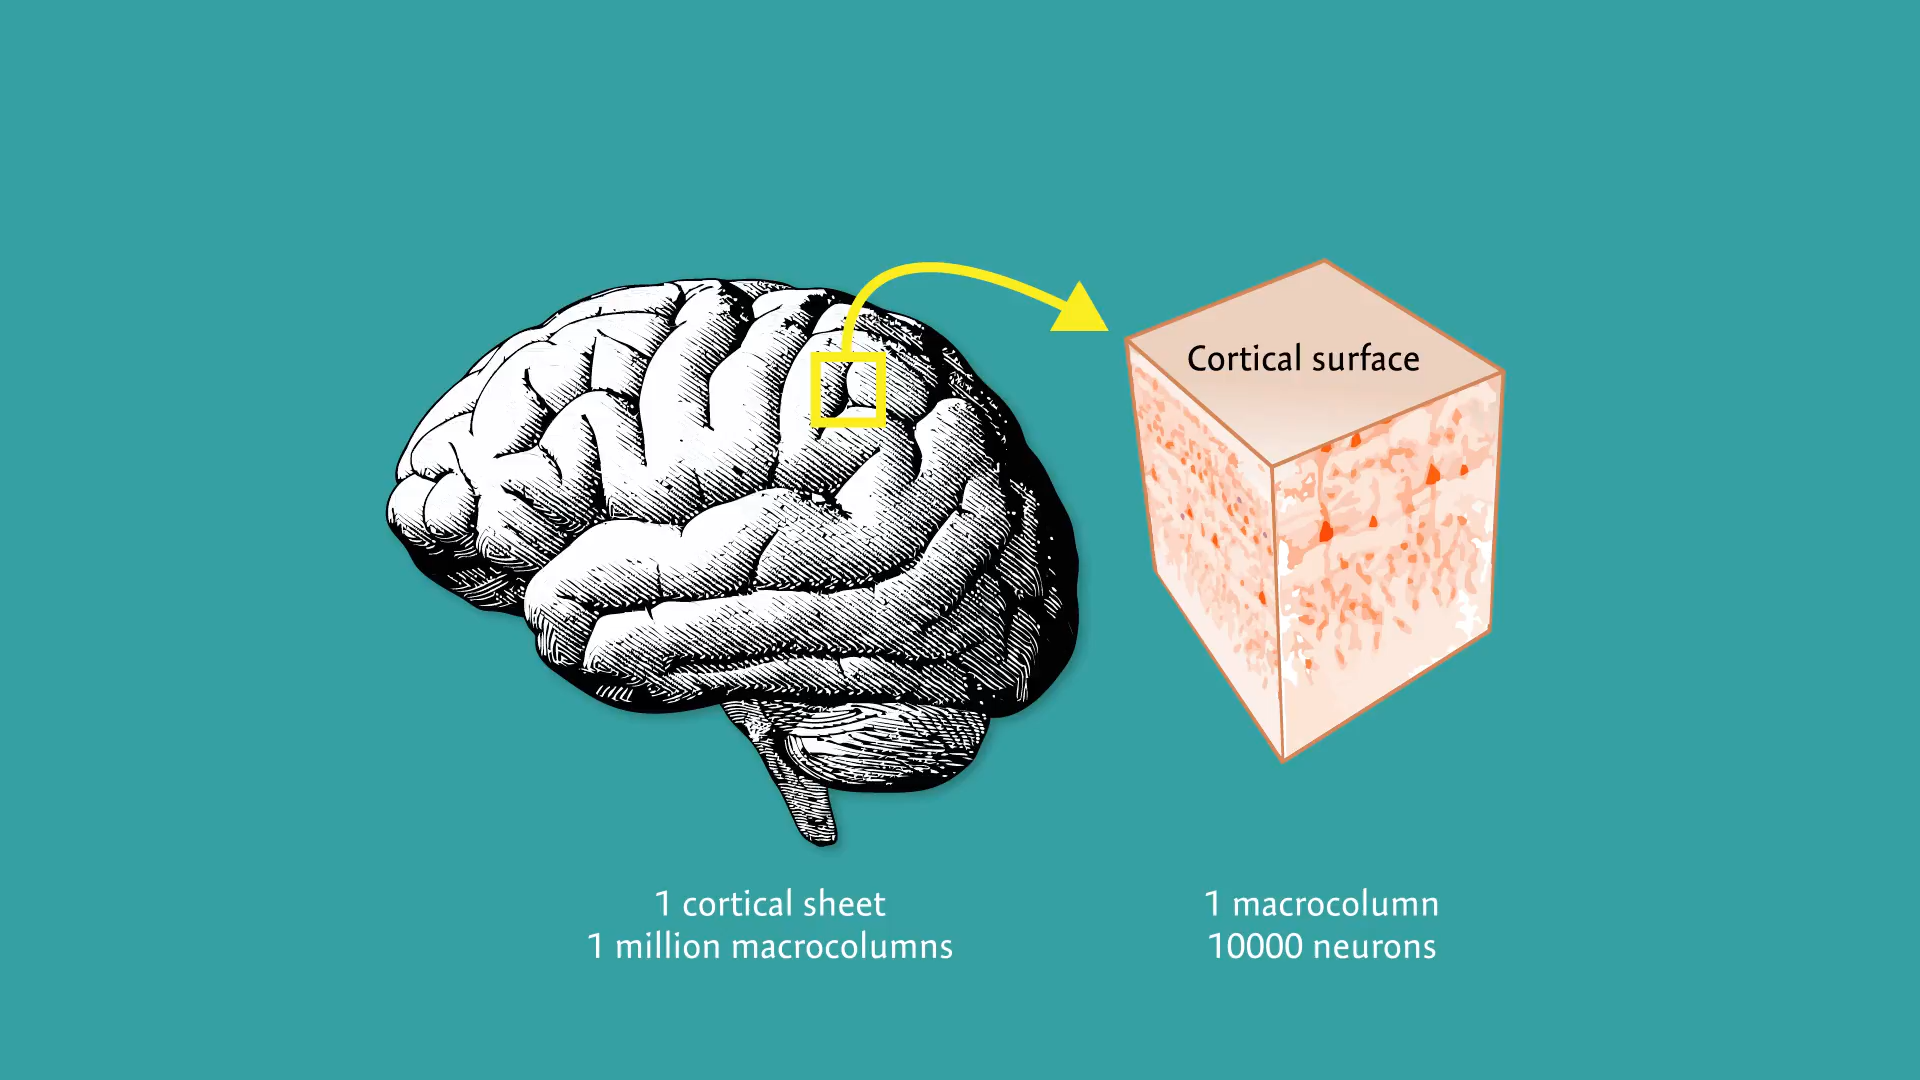 Cortical surface
1 cortical sheet
1 million macrocolumns
1 macrocolumn
10000 neurons